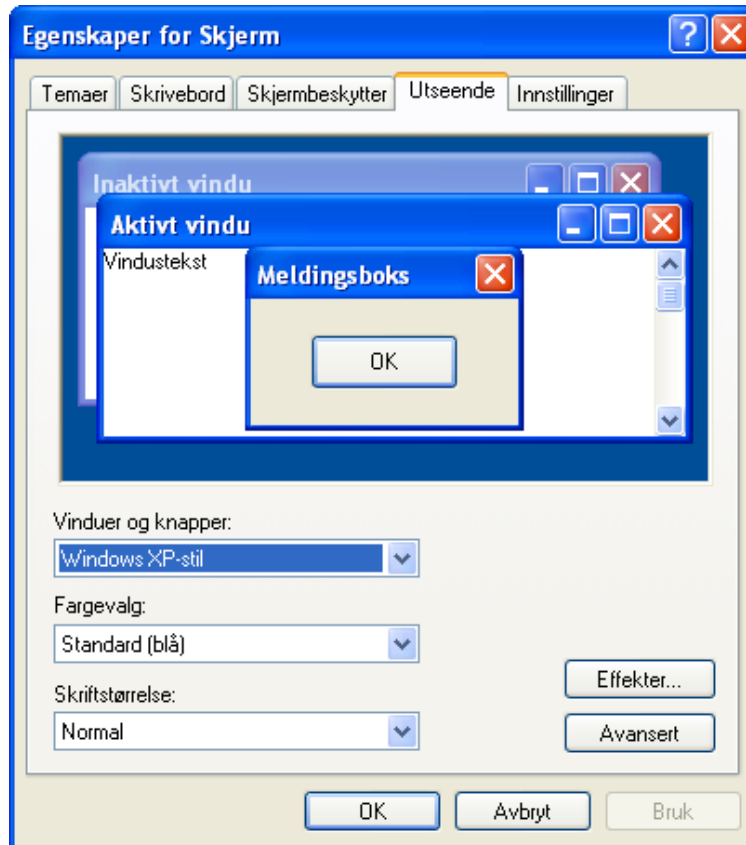 Egenskaper for Skjerm
Temaer Skrivebord Skjermbeskytter Utseende Innstillinger
Inaktivt vindu
Aktivt vindu
Vindustekst
Meldingsboks
OK
Vinduer og knapper:
Windows XP-stil
Fargevalg:
Standard (blå)
Skriftstørrelse:
Normal
Effekter...
Avansert
OK Avbryt Bruk